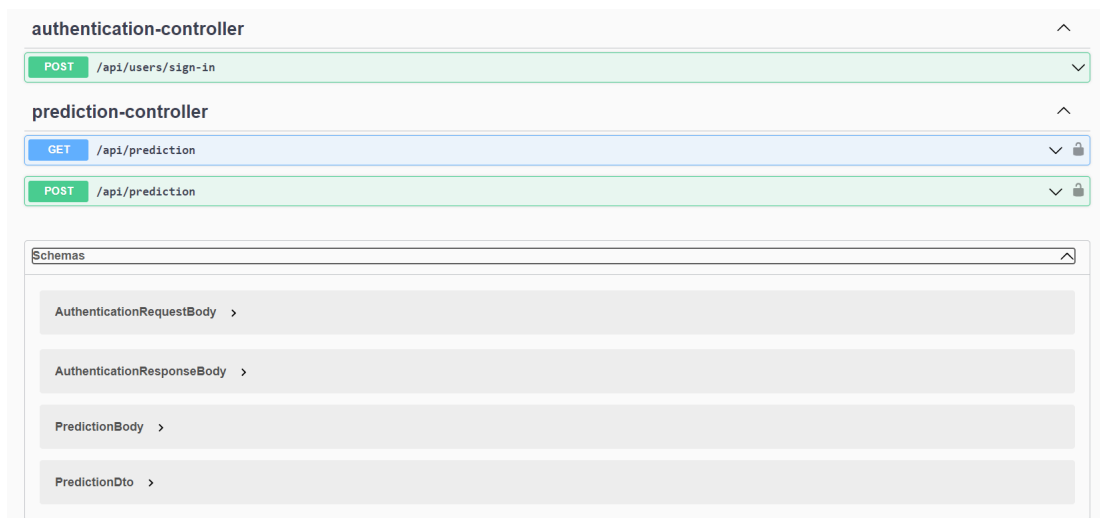 authentication-controller
POST /api/users/sign-in
prediction-controller
GET /api/prediction
POST /api/prediction
Schemas
AuthenticationRequestBody
AuthenticationResponseBody
PredictionBody
PredictionDto